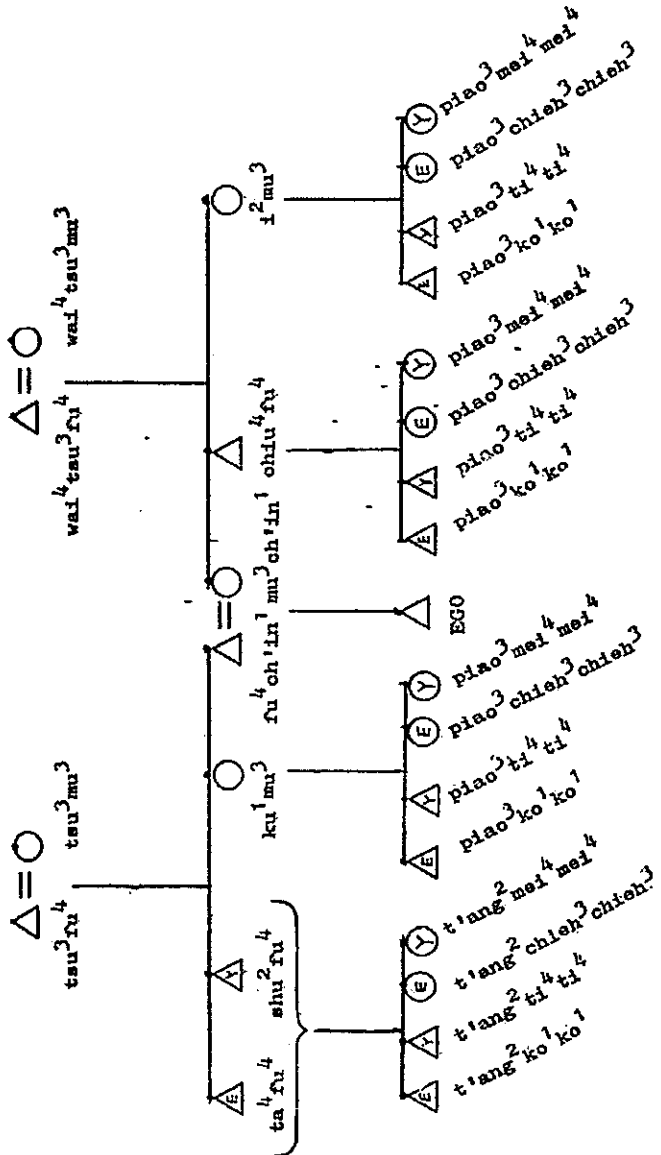 tsu³fu⁴ tsu³mu³ wai⁴tsu³fu⁴ wai⁴tsu³mu³
E Y
ta⁴fu⁴ shu²fu⁴ ku¹mu³ fu⁴ch'in¹ mu³ch'in¹ chiu⁴fu⁴ i²mu³
E Y E Y E Y E Y E Y E Y E Y E Y
EGO
t'ang²ko¹ko¹
t'ang²ti⁴ti⁴
t'ang²chieh³chieh³
t'ang²mei⁴mei⁴
piao³ko¹ko¹
piao³ti⁴ti⁴
piao³chieh³chieh³
piao³mei⁴mei⁴
piao³ko¹ko¹
piao³ti⁴ti⁴
piao³chieh³chieh³
piao³mei⁴mei⁴
piao³ko¹ko¹
piao³ti⁴ti⁴
piao³chieh³chieh³
piao³mei⁴mei⁴